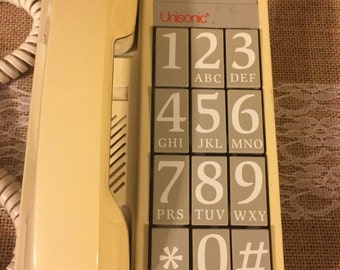 Unisonic®
1 2 3
ABC DEF
4 5 6
GHI JKL MNO
7 8 9
PRS TUV WXY
* 0 #